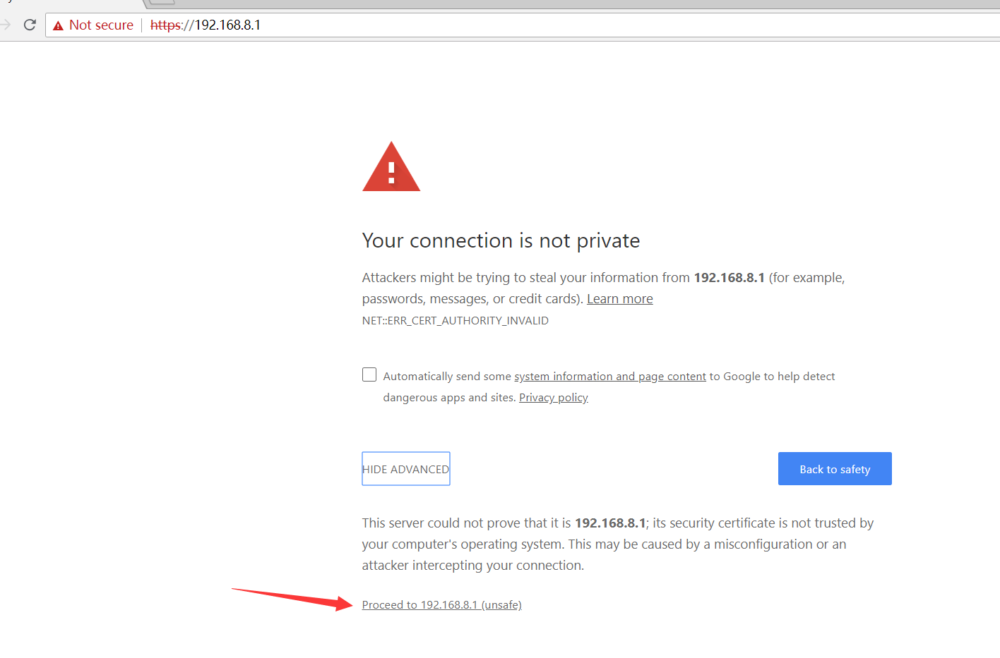 Not secure https://192.168.8.1
Your connection is not private
Attackers might be trying to steal your information from 192.168.8.1 (for example,
passwords, messages, or credit cards). Learn more
NET::ERR_CERT_AUTHORITY_INVALID
Automatically send some system information and page content to Google to help detect
dangerous apps and sites. Privacy policy
HIDE ADVANCED
Back to safety
This server could not prove that it is 192.168.8.1; its security certificate is not trusted by
your computer's operating system. This may be caused by a misconfiguration or an
attacker intercepting your connection.
Proceed to 192.168.8.1 (unsafe)